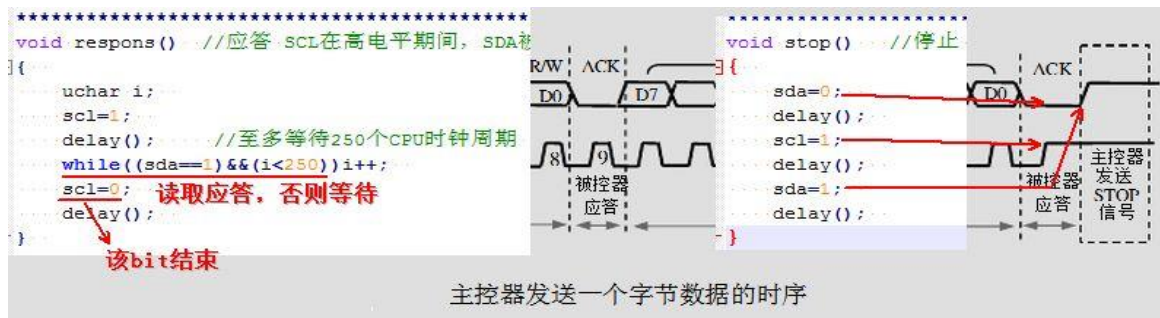 ********************************************
void respons() //应答 SCL在高电平期间，SDA被
{
uchar i;
scl=1;
delay(); //至多等待250个CPU时钟周期
while((sda==1)&&(i<250))i++;
scl=0;
读取应答，否则等待
delay();
}
该bit结束
R/W ACK
D0 D7
8 9
被控器
应答
********************
void stop() //停止
{
sda=0;
delay();
scl=1;
delay();
sda=1;
delay();
}
ACK
D0
被控器
应答
主控器
发送
STOP
信号
主控器发送一个字节数据的时序